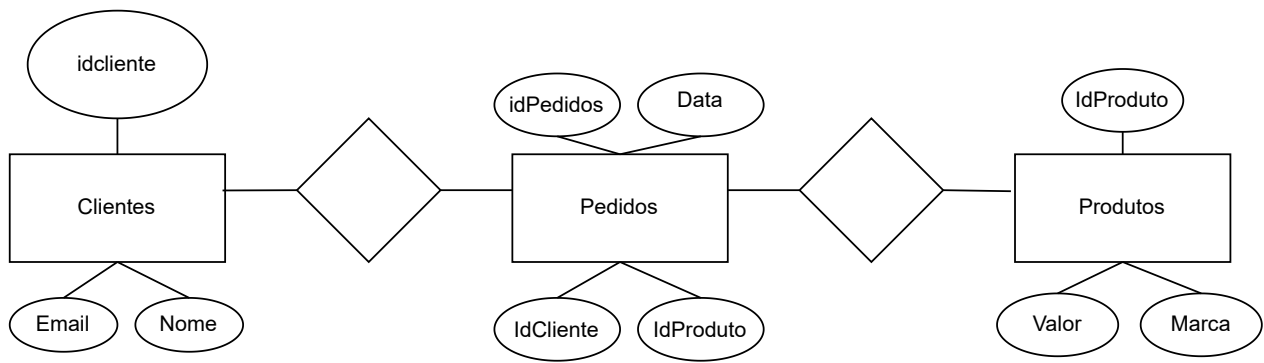 idcliente
idPedidos
Data
IdProduto
Clientes
Pedidos
Produtos
Email
Nome
IdCliente
IdProduto
Valor
Marca